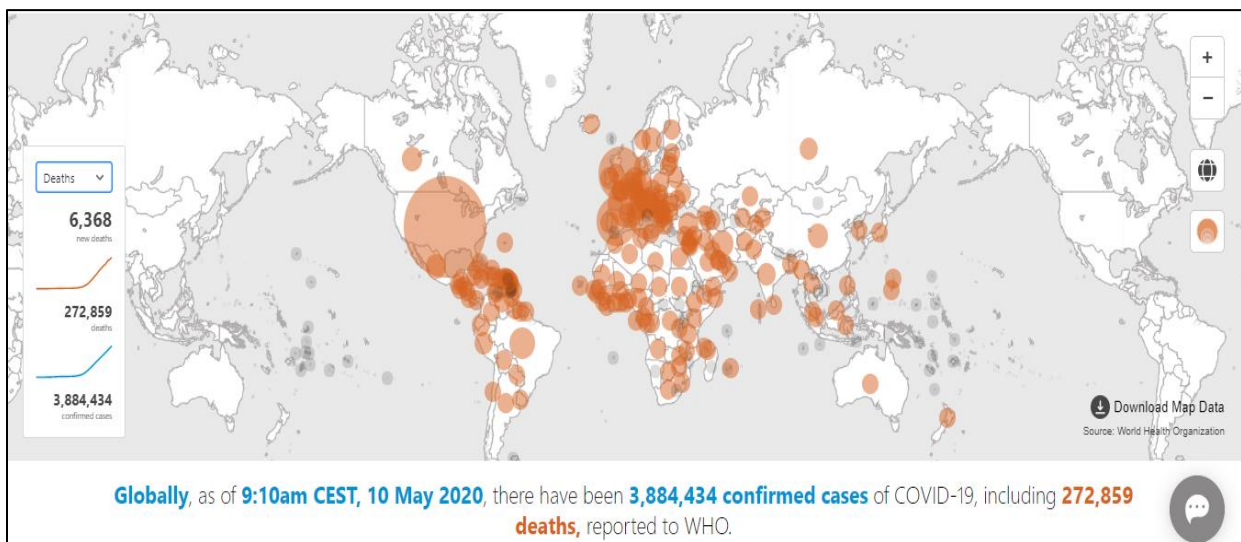 Deaths
6,368
new deaths
272,859
deaths
3,884,434
confirmed cases
+
−
Download Map Data
Source: World Health Organization
Globally, as of 9:10am CEST, 10 May 2020, there have been 3,884,434 confirmed cases of COVID-19, including 272,859
deaths, reported to WHO.